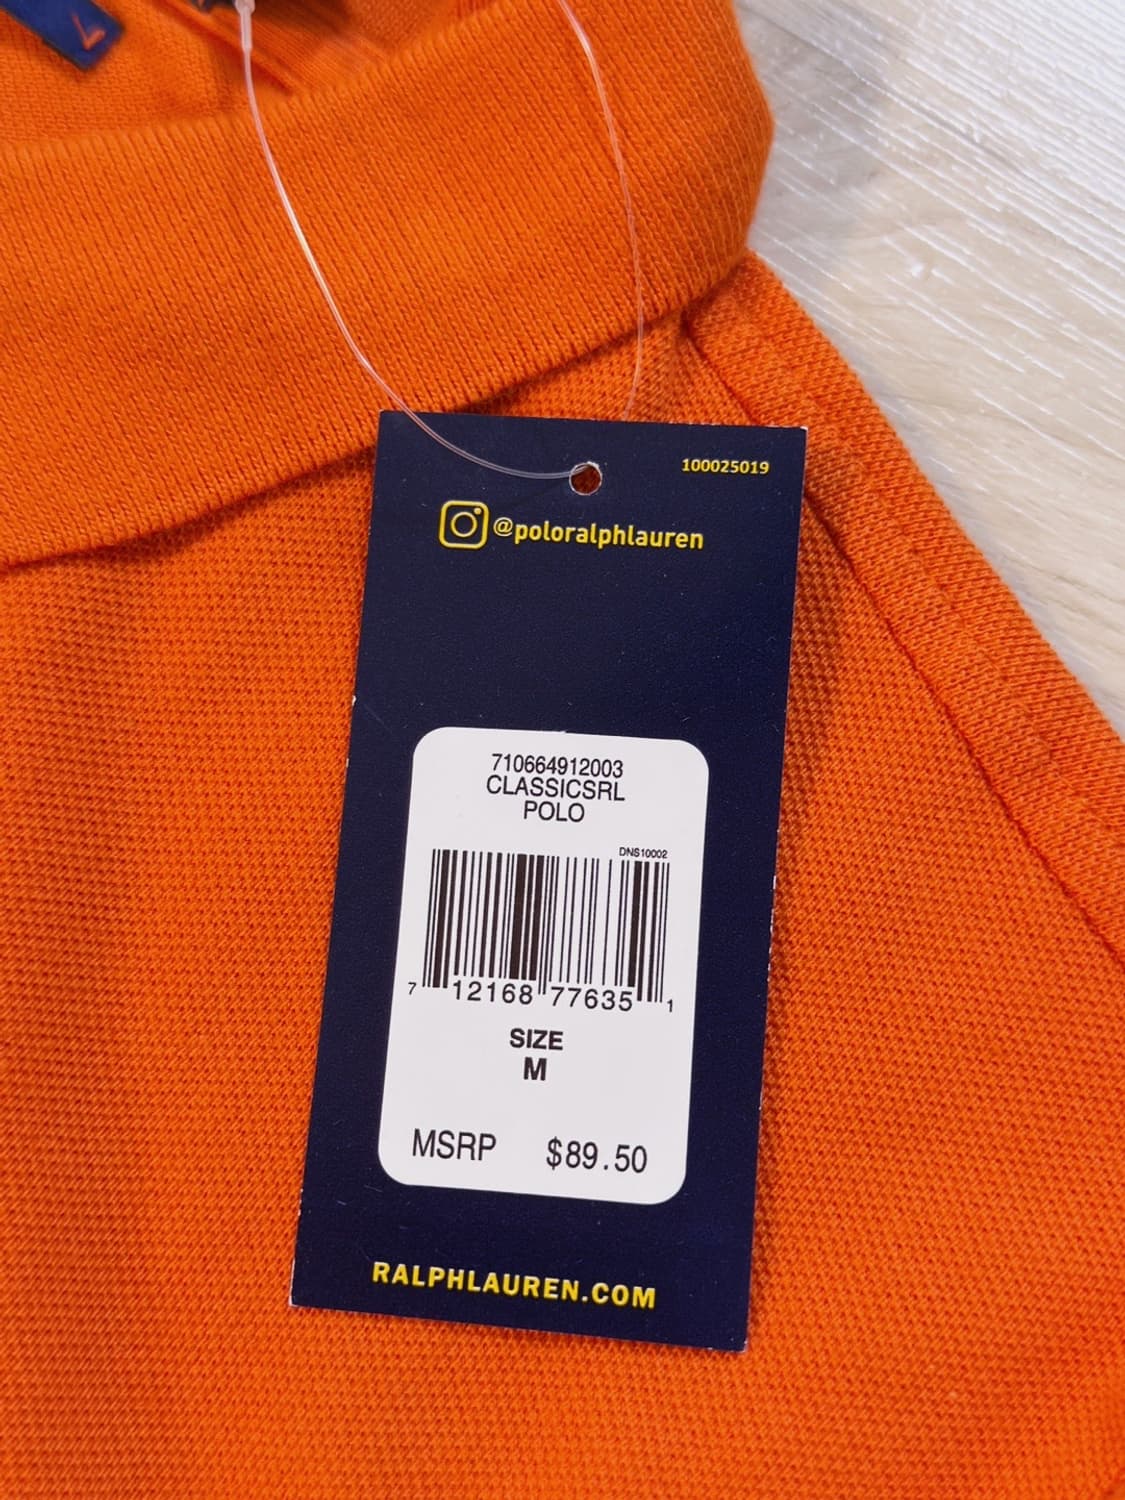 100025019
@poloralphlauren
710664912003
CLASSICSRL
POLO
DNS10002
7 12168 77635 1
SIZE
M
MSRP $89.50
RALPHLAUREN.COM